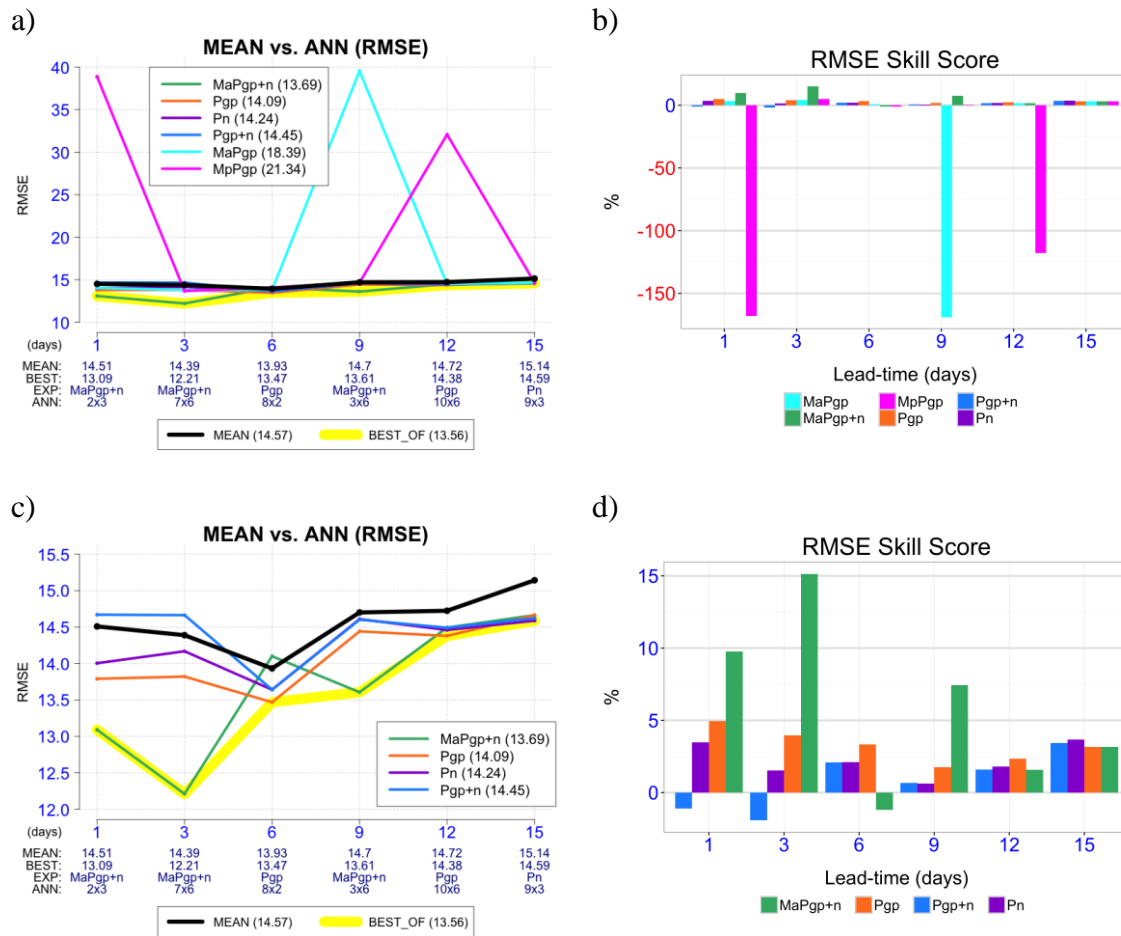 a)
MEAN vs. ANN (RMSE)
MaPgp+n (13.69)
Pgp (14.09)
Pn (14.24)
Pgp+n (14.45)
MaPgp (18.39)
MpPgp (21.34)
40
35
30
25
20
15
10
RMSE
(days) 1 3 6 9 12 15
MEAN: 14.51 14.39 13.93 14.7 14.72 15.14
BEST: 13.09 12.21 13.47 13.61 14.38 14.59
EXP: MaPgp+n MaPgp+n Pgp MaPgp+n Pgp Pn
ANN: 2x3 7x6 8x2 3x6 10x6 9x3
MEAN (14.57) BEST_OF (13.56)
b)
RMSE Skill Score
0
-50
-100
-150
%
1 3 6 9 12 15
Lead-time (days)
MaPgp MpPgp Pgp+n
MaPgp+n Pgp Pn
c)
MEAN vs. ANN (RMSE)
15.5
15.0
14.5
14.0
13.5
13.0
12.5
12.0
RMSE
MaPgp+n (13.69)
Pgp (14.09)
Pn (14.24)
Pgp+n (14.45)
(days) 1 3 6 9 12 15
MEAN: 14.51 14.39 13.93 14.7 14.72 15.14
BEST: 13.09 12.21 13.47 13.61 14.38 14.59
EXP: MaPgp+n MaPgp+n Pgp MaPgp+n Pgp Pn
ANN: 2x3 7x6 8x2 3x6 10x6 9x3
MEAN (14.57) BEST_OF (13.56)
d)
RMSE Skill Score
15
10
5
0
%
1 3 6 9 12 15
Lead-time (days)
MaPgp+n Pgp Pgp+n Pn